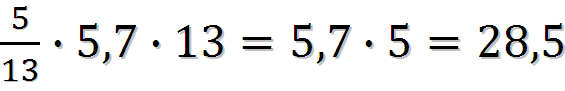 5/13 · 5,7 · 13 = 5,7 · 5 = 28,5